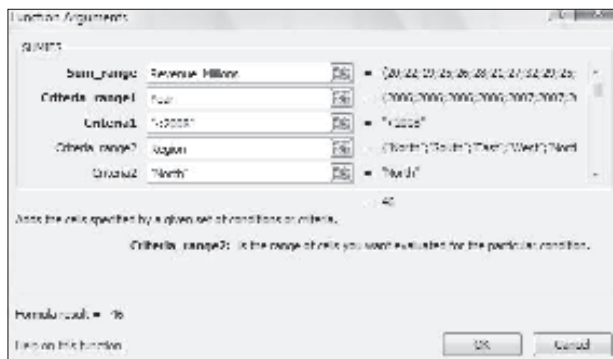 Function Arguments
SUMIFS
Sum_range Revenue_Millions = {20;22;19;25;26;28;21;27;32;29;25;
Criteria_range1 Year = {2006;2006;2006;2006;2007;2007;2
Criteria1 "<2008" = "<2008"
Criteria_range2 Region = {"North";"South";"East";"West";"Nort
Criteria2 "North" = "North"
= 46
Adds the cells specified by a given set of conditions or criteria.
Criteria_range2: is the range of cells you want evaluated for the particular condition.
Formula result = 46
Help on this function
OK Cancel